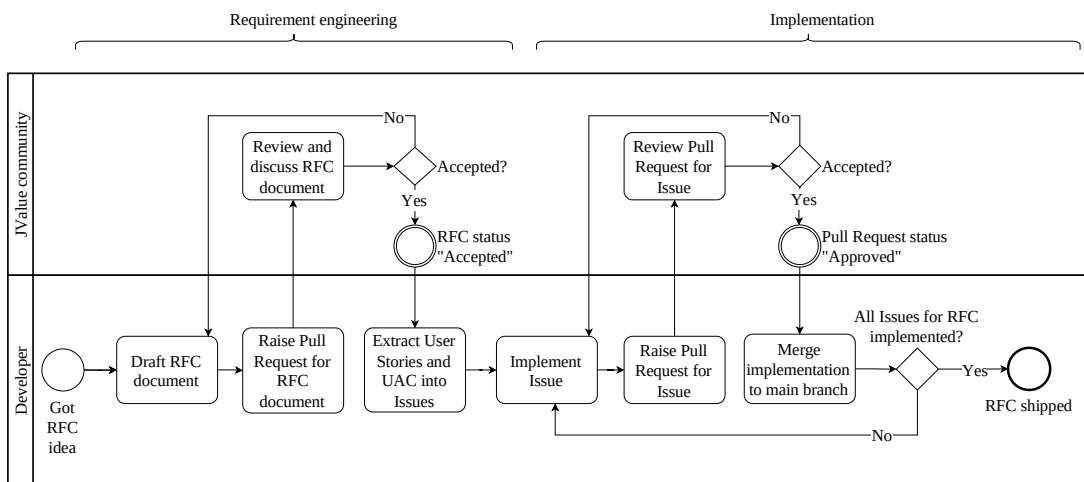 Requirement engineering
Implementation
JValue community
No
Review and
discuss RFC
document
Accepted?
Yes
RFC status
"Accepted"
No
Review Pull
Request for
Issue
Accepted?
Yes
Pull Request status
"Approved"
Developer
Got
RFC
idea
Draft RFC
document
Raise Pull
Request for
RFC
document
Extract User
Stories and
UAC into
Issues
Implement
Issue
Raise Pull
Request for
Issue
Merge
implementation
to main branch
All Issues for RFC
implemented?
Yes
No
RFC shipped